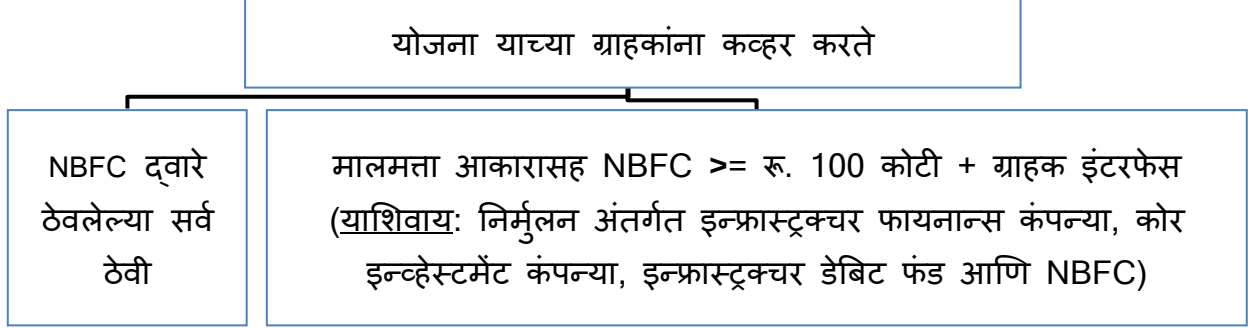 योजना याच्या ग्राहकांना कव्हर करते
NBFC द्वारे
ठेवलेल्या सर्व
ठेवी
मालमत्ता आकारासह NBFC >= रू. 100 कोटी + ग्राहक इंटरफेस
(याशिवाय: निर्मुलन अंतर्गत इन्फ्रास्ट्रक्चर फायनान्स कंपन्या, कोर
इन्व्हेस्टमेंट कंपन्या, इन्फ्रास्ट्रक्चर डेबिट फंड आणि NBFC)